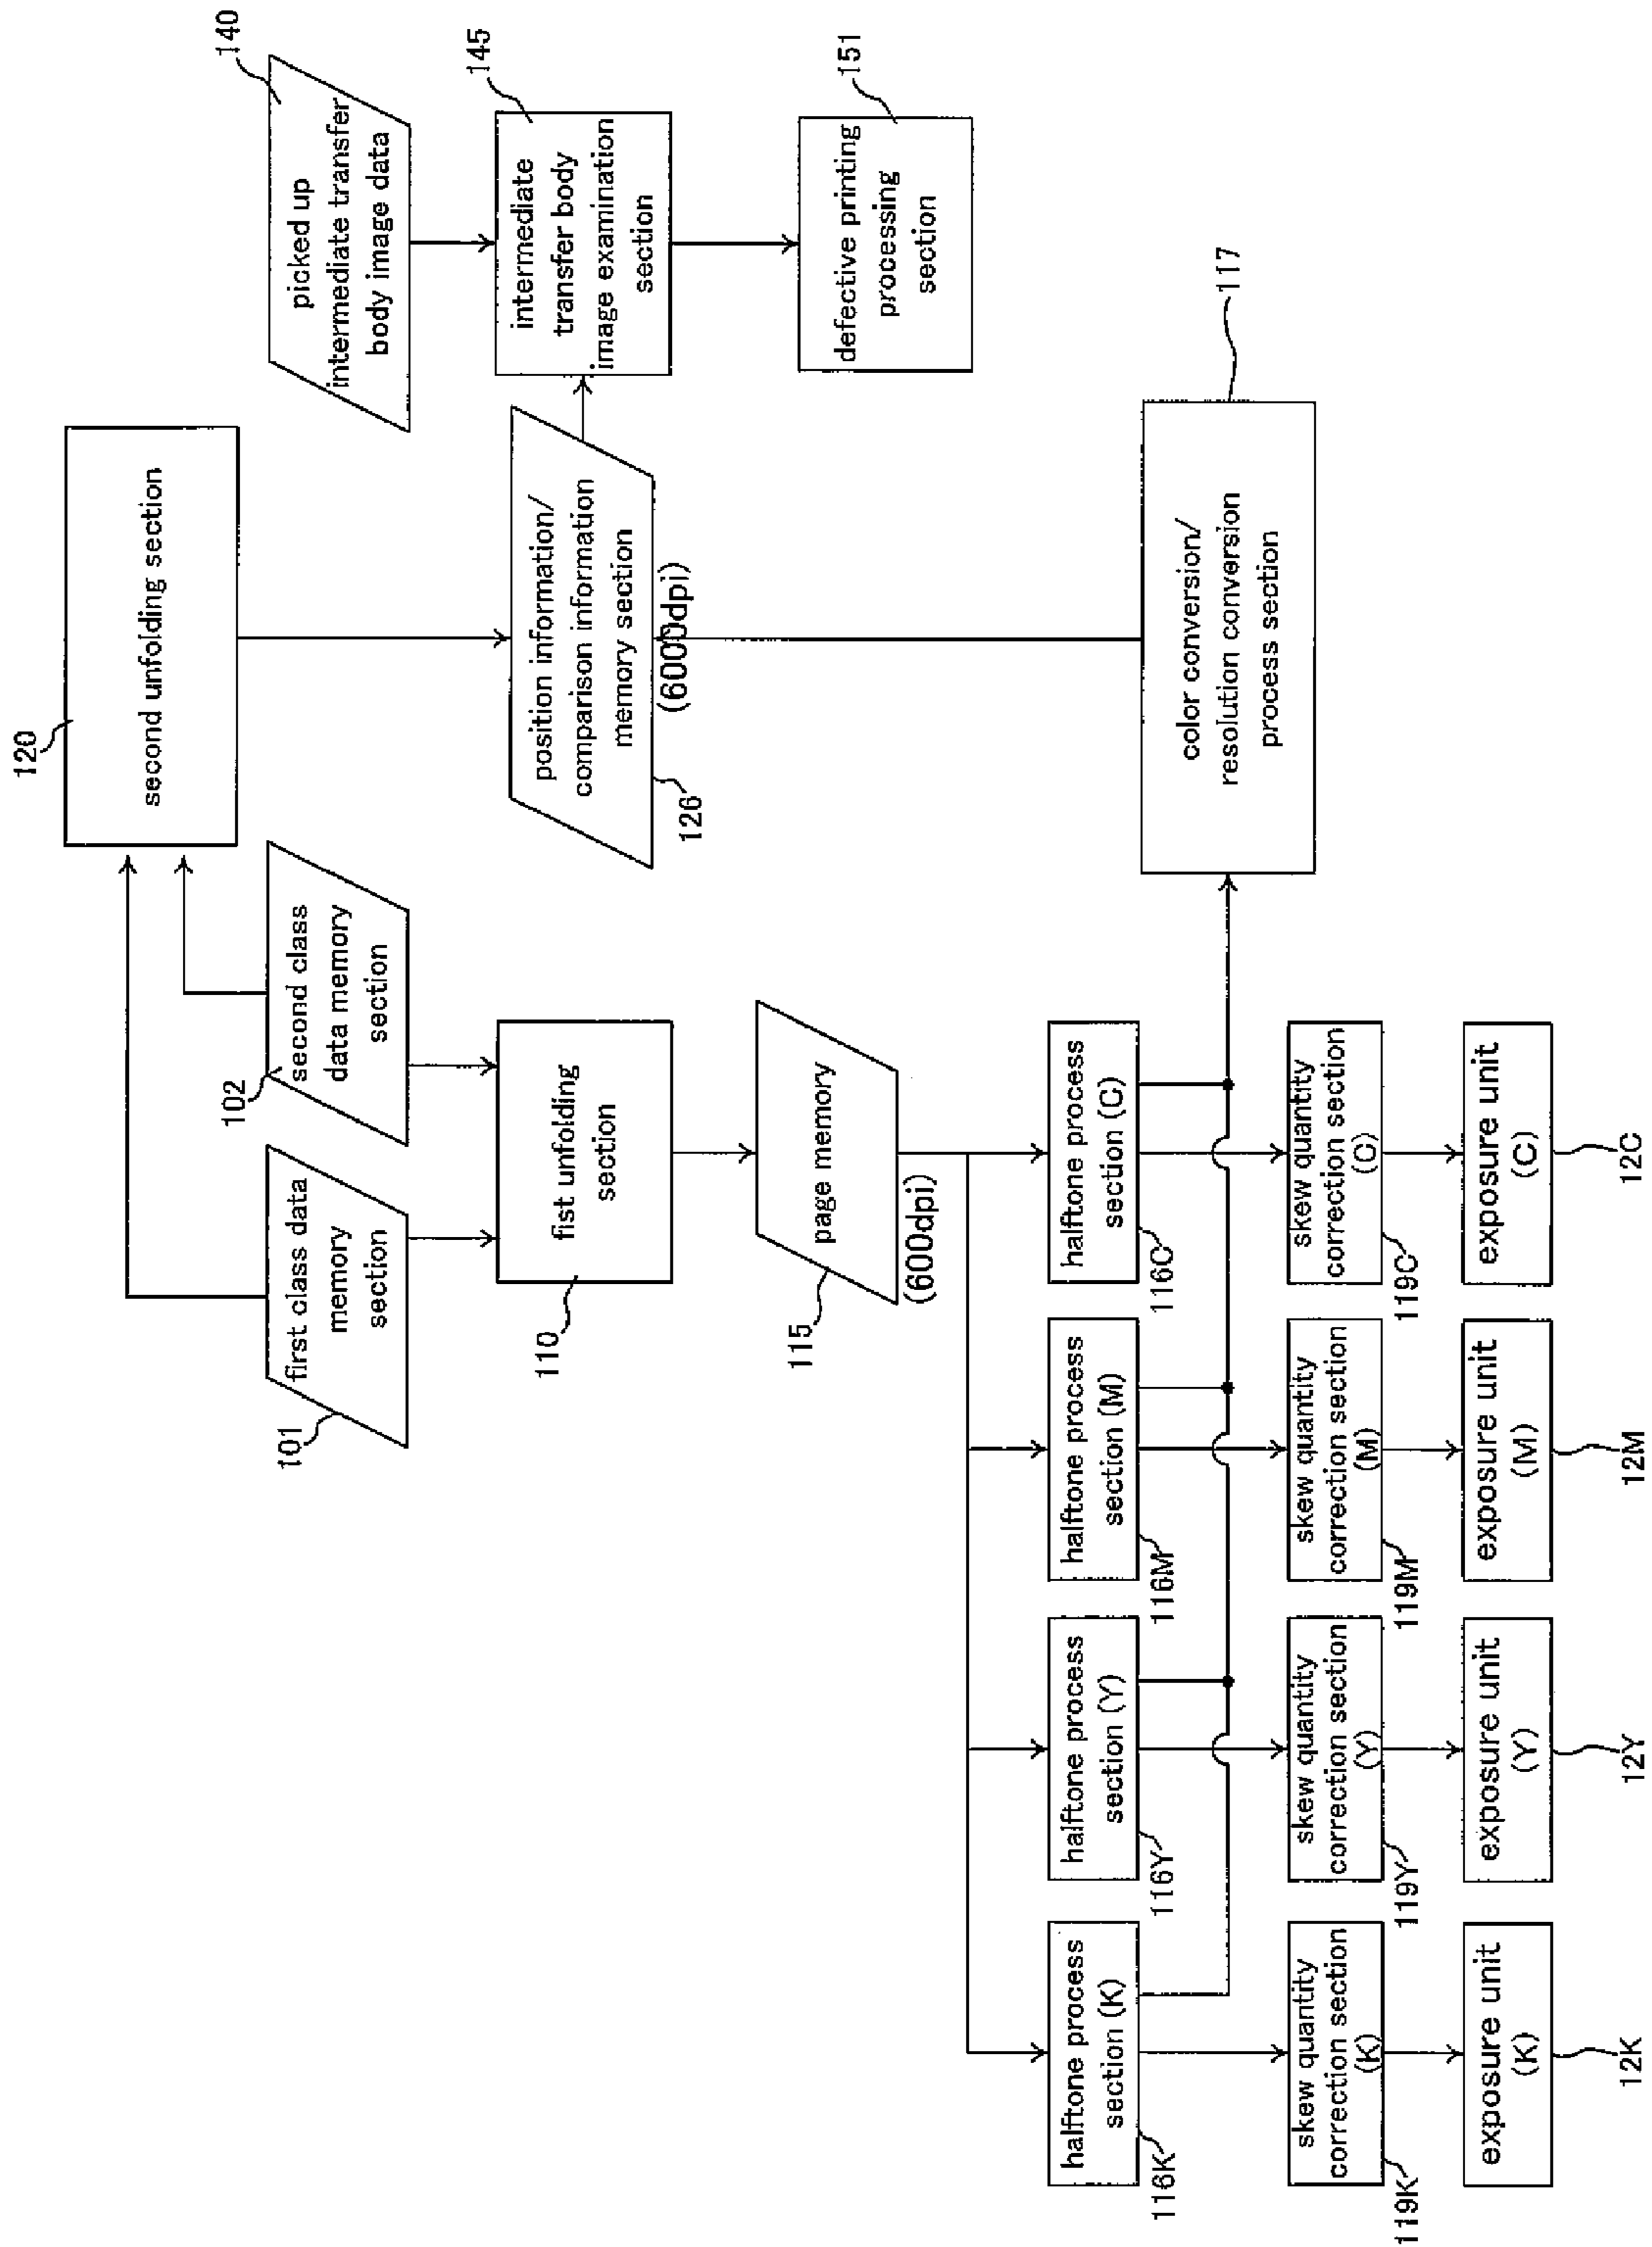 120
second unfolding section
140
picked up
intermediate transfer
body image data
101
first class data
memory
section
102
second class
data memory
section
position information/
comparison information
memory section
(6000dpi)
126
intermediate
transfer body
image examination
section
145
110
fist unfolding
section
defective printing
processing
section
151
115
page memory
(600dpi)
halftone process
section (K)
116K
halftone process
section (Y)
116Y
halftone process
section (M)
116M
halftone process
section (C)
116C
color conversion/
resolution conversion
process section
117
skew quantity
correction section
(K)
119K
skew quantity
correction section
(Y)
119Y
skew quantity
correction section
(M)
119M
skew quantity
correction section
(C)
119C
exposure unit
(K)
12K
exposure unit
(Y)
12Y
exposure unit
(M)
12M
exposure unit
(C)
12C